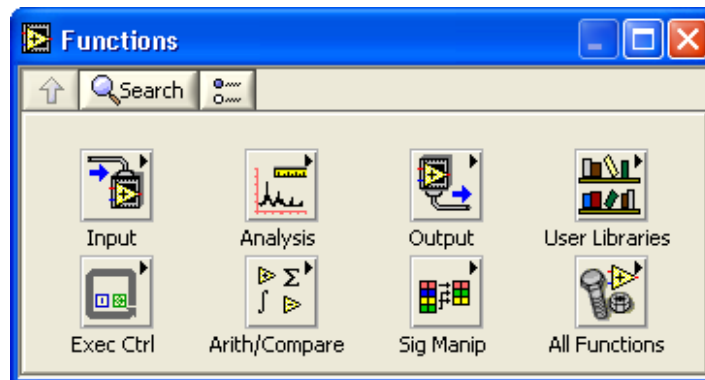 Functions
Search
Input Analysis Output User Libraries
Exec Ctrl Arith/Compare Sig Manip All Functions